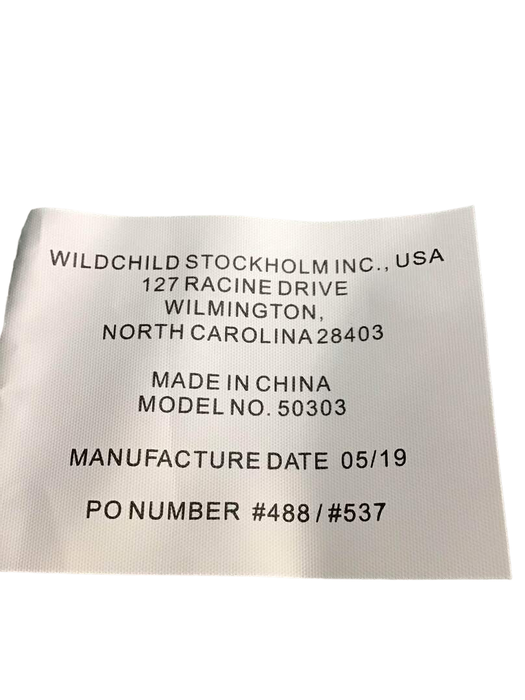 WILDCHILD STOCKHOLM INC., USA
127 RACINE DRIVE
WILMINGTON,
NORTH CAROLINA 28403
MADE IN CHINA
MODEL NO. 50303
MANUFACTURE DATE 05/19
PO NUMBER #488 / #537